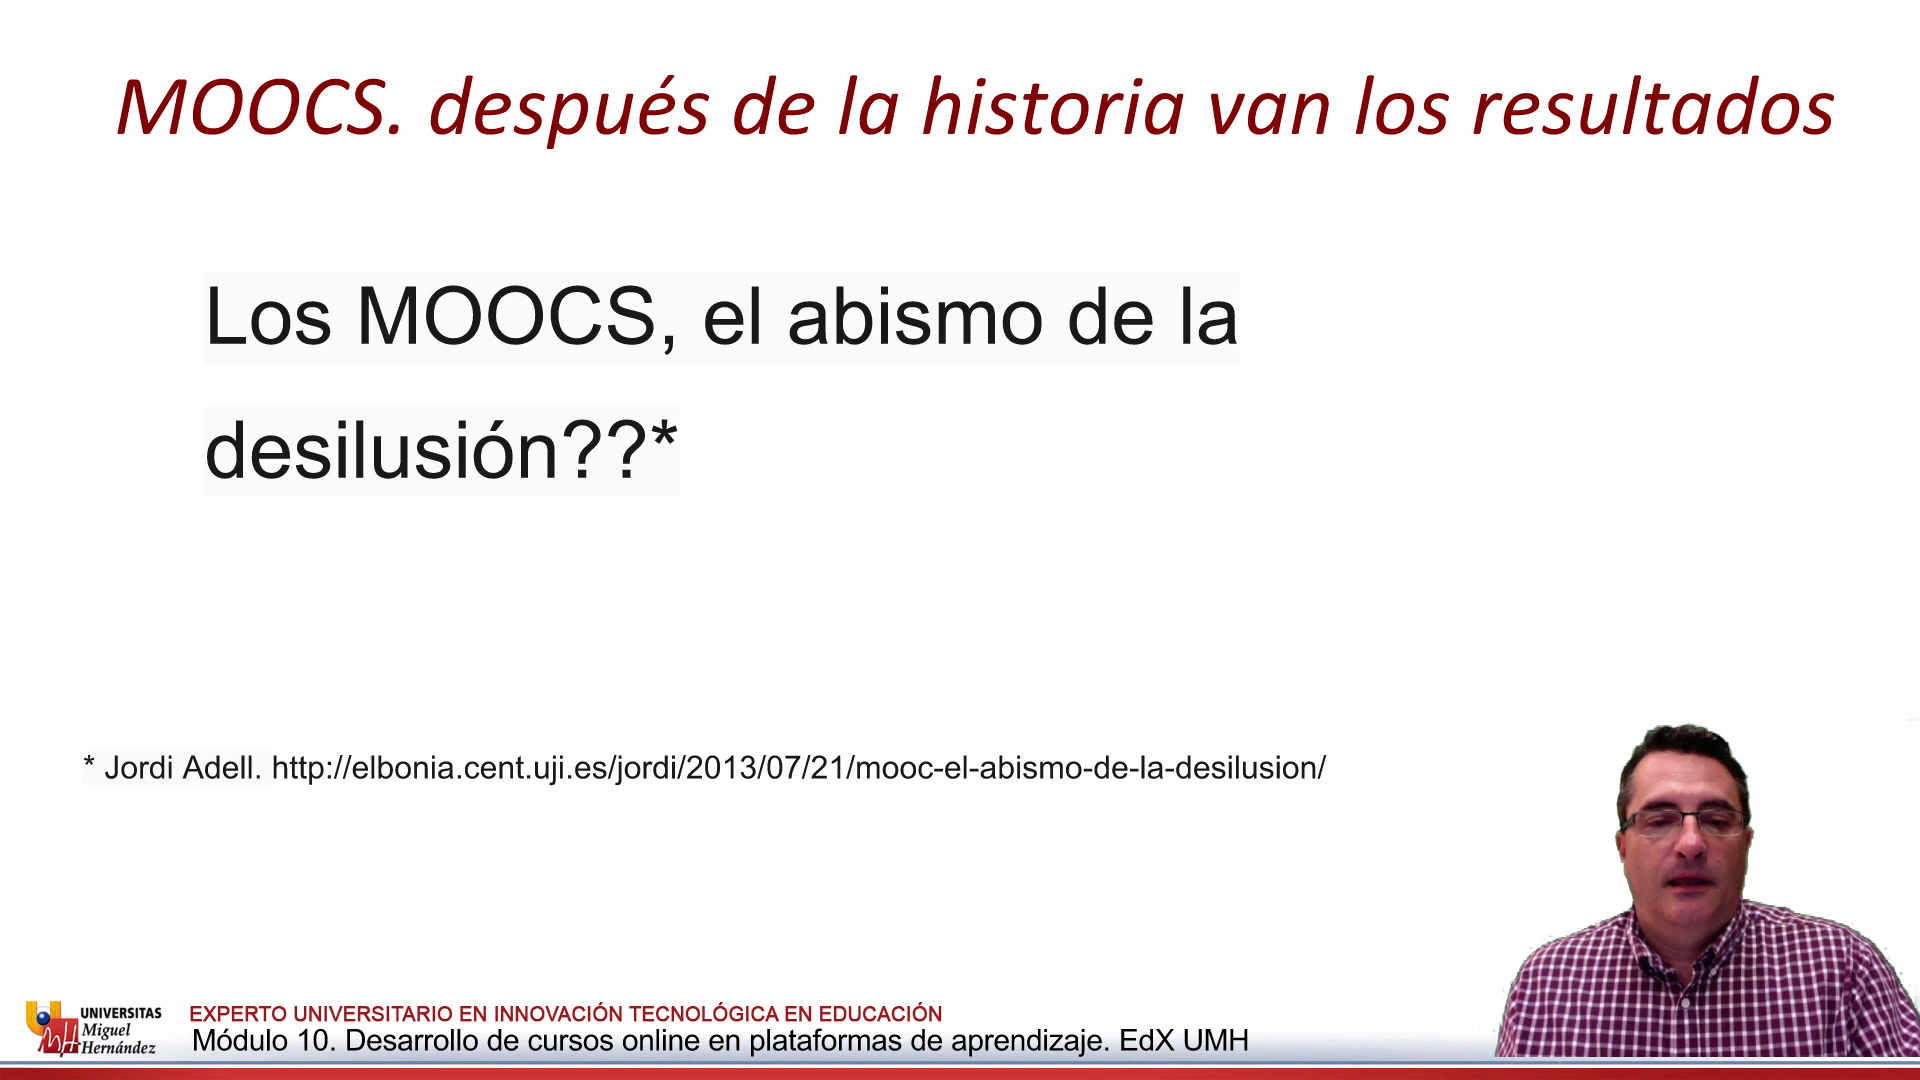 MOOCS. después de la historia van los resultados
Los MOOCS, el abismo de la
desilusión??*
* Jordi Adell. http://elbonia.cent.uji.es/jordi/2013/07/21/mooc-el-abismo-de-la-desilusion/
UNIVERSITAS
Miguel
Hernández
EXPERTO UNIVERSITARIO EN INNOVACIÓN TECNOLÓGICA EN EDUCACIÓN
Módulo 10. Desarrollo de cursos online en plataformas de aprendizaje. EdX UMH